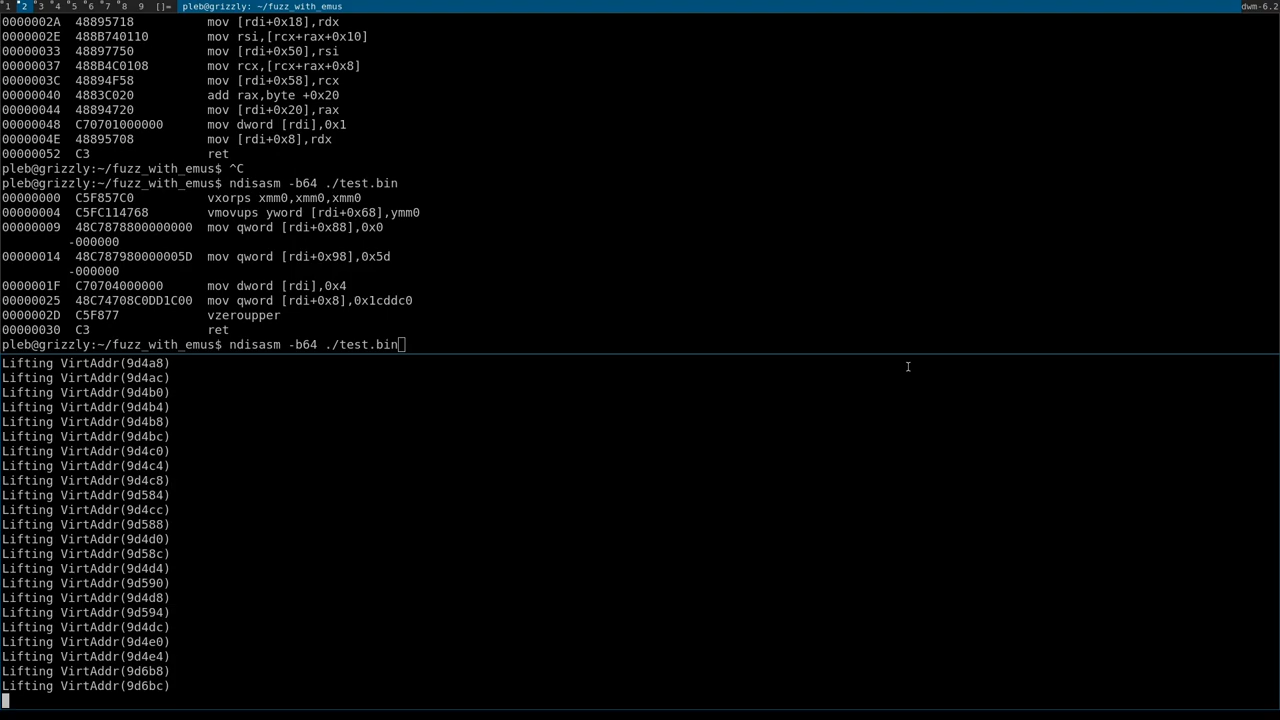 1 2 3 4 5 6 7 8 9 []= pleb@grizzly: ~/fuzz_with_emus dwm-6.2
0000002A 48895718 mov [rdi+0x18],rdx
0000002E 488B740110 mov rsi,[rcx+rax+0x10]
00000033 48897750 mov [rdi+0x50],rsi
00000037 488B4C0108 mov rcx,[rcx+rax+0x8]
0000003C 48894F58 mov [rdi+0x58],rcx
00000040 4883C020 add rax,byte +0x20
00000044 48894720 mov [rdi+0x20],rax
00000048 C70701000000 mov dword [rdi],0x1
0000004E 48895708 mov [rdi+0x8],rdx
00000052 C3 ret
pleb@grizzly:~/fuzz_with_emus$ ^C
pleb@grizzly:~/fuzz_with_emus$ ndisasm -b64 ./test.bin
00000000 C5F857C0 vxorps xmm0,xmm0,xmm0
00000004 C5FC114768 vmovups yword [rdi+0x68],ymm0
00000009 48C7878800000000 mov qword [rdi+0x88],0x0
-000000
00000014 48C787980000005D mov qword [rdi+0x98],0x5d
-000000
0000001F C70704000000 mov dword [rdi],0x4
00000025 48C74708C0DD1C00 mov qword [rdi+0x8],0x1cddc0
0000002D C5F877 vzeroupper
00000030 C3 ret
pleb@grizzly:~/fuzz_with_emus$ ndisasm -b64 ./test.bin
Lifting VirtAddr(9d4a8)
Lifting VirtAddr(9d4ac)
Lifting VirtAddr(9d4b0)
Lifting VirtAddr(9d4b4)
Lifting VirtAddr(9d4b8)
Lifting VirtAddr(9d4bc)
Lifting VirtAddr(9d4c0)
Lifting VirtAddr(9d4c4)
Lifting VirtAddr(9d4c8)
Lifting VirtAddr(9d584)
Lifting VirtAddr(9d4cc)
Lifting VirtAddr(9d588)
Lifting VirtAddr(9d4d0)
Lifting VirtAddr(9d58c)
Lifting VirtAddr(9d4d4)
Lifting VirtAddr(9d590)
Lifting VirtAddr(9d4d8)
Lifting VirtAddr(9d594)
Lifting VirtAddr(9d4dc)
Lifting VirtAddr(9d4e0)
Lifting VirtAddr(9d4e4)
Lifting VirtAddr(9d6b8)
Lifting VirtAddr(9d6bc)